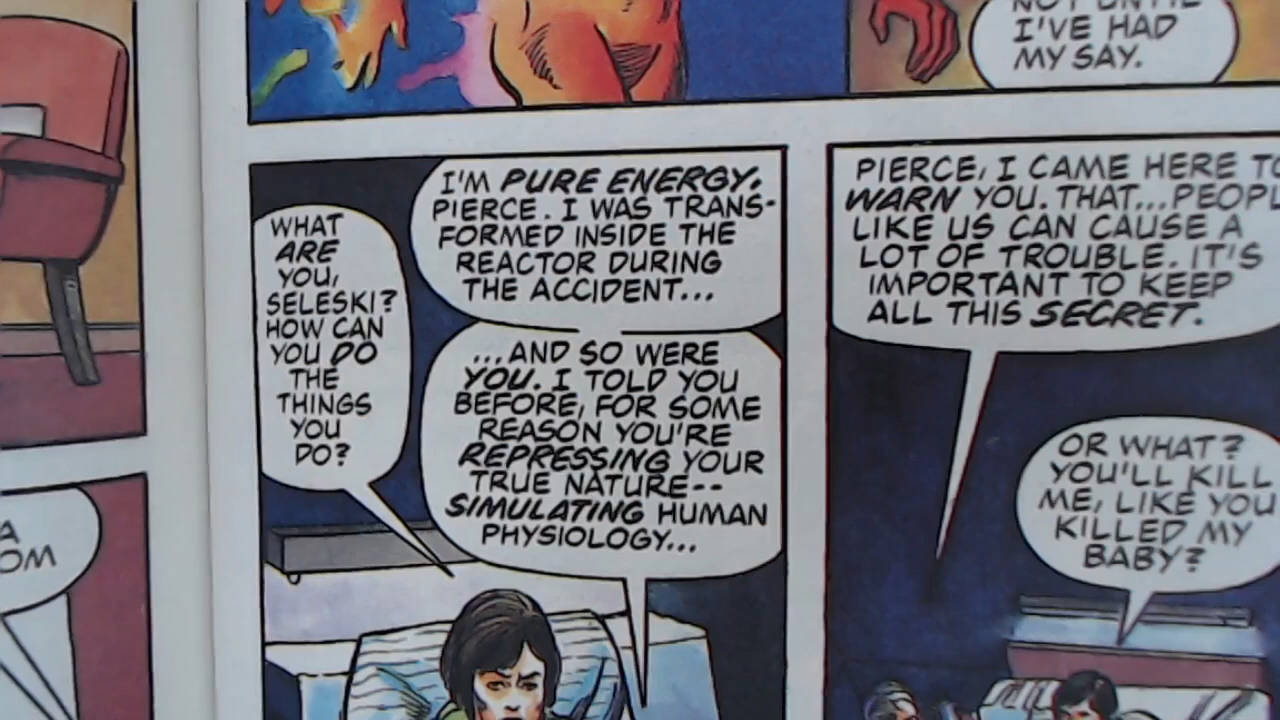 I'VE HAD
MY SAY.
WHAT
ARE
YOU,
SELESKI?
HOW CAN
YOU DO
THE
THINGS
YOU
DO?
I'M PURE ENERGY,
PIERCE. I WAS TRANS-
FORMED INSIDE THE
REACTOR DURING
THE ACCIDENT...
...AND SO WERE
YOU. I TOLD YOU
BEFORE, FOR SOME
REASON YOU'RE
REPRESSING YOUR
TRUE NATURE--
SIMULATING HUMAN
PHYSIOLOGY...
PIERCE, I CAME HERE TO
WARN YOU. THAT...PEOPL
LIKE US CAN CAUSE A
LOT OF TROUBLE. IT'S
IMPORTANT TO KEEP
ALL THIS SECRET.
OR WHAT?
YOU'LL KILL
ME, LIKE YOU
KILLED MY
BABY?